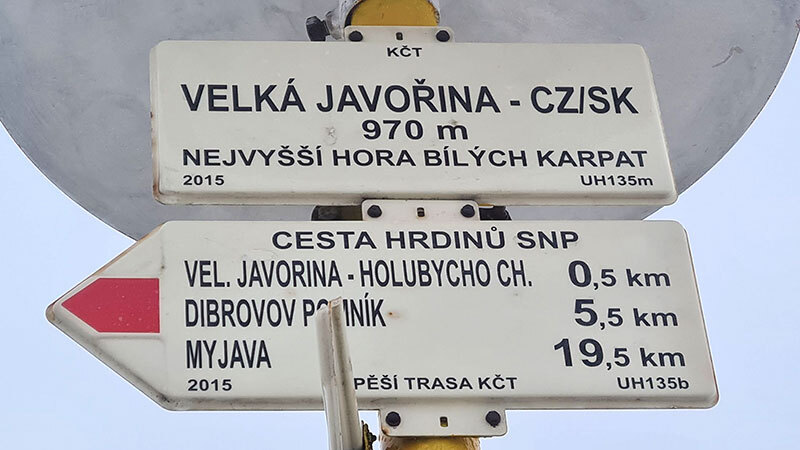 KČT
VELKÁ JAVOŘINA - CZ/SK
970 m
NEJVYŠŠÍ HORA BÍLÝCH KARPAT
2015 UH135m
CESTA HRDINŮ SNP
VEL. JAVORINA - HOLUBYCHO CH. 0,5 km
DIBROVOV POMNÍK 5,5 km
MYJAVA 19,5 km
2015 PĚŠÍ TRASA KČT UH135b